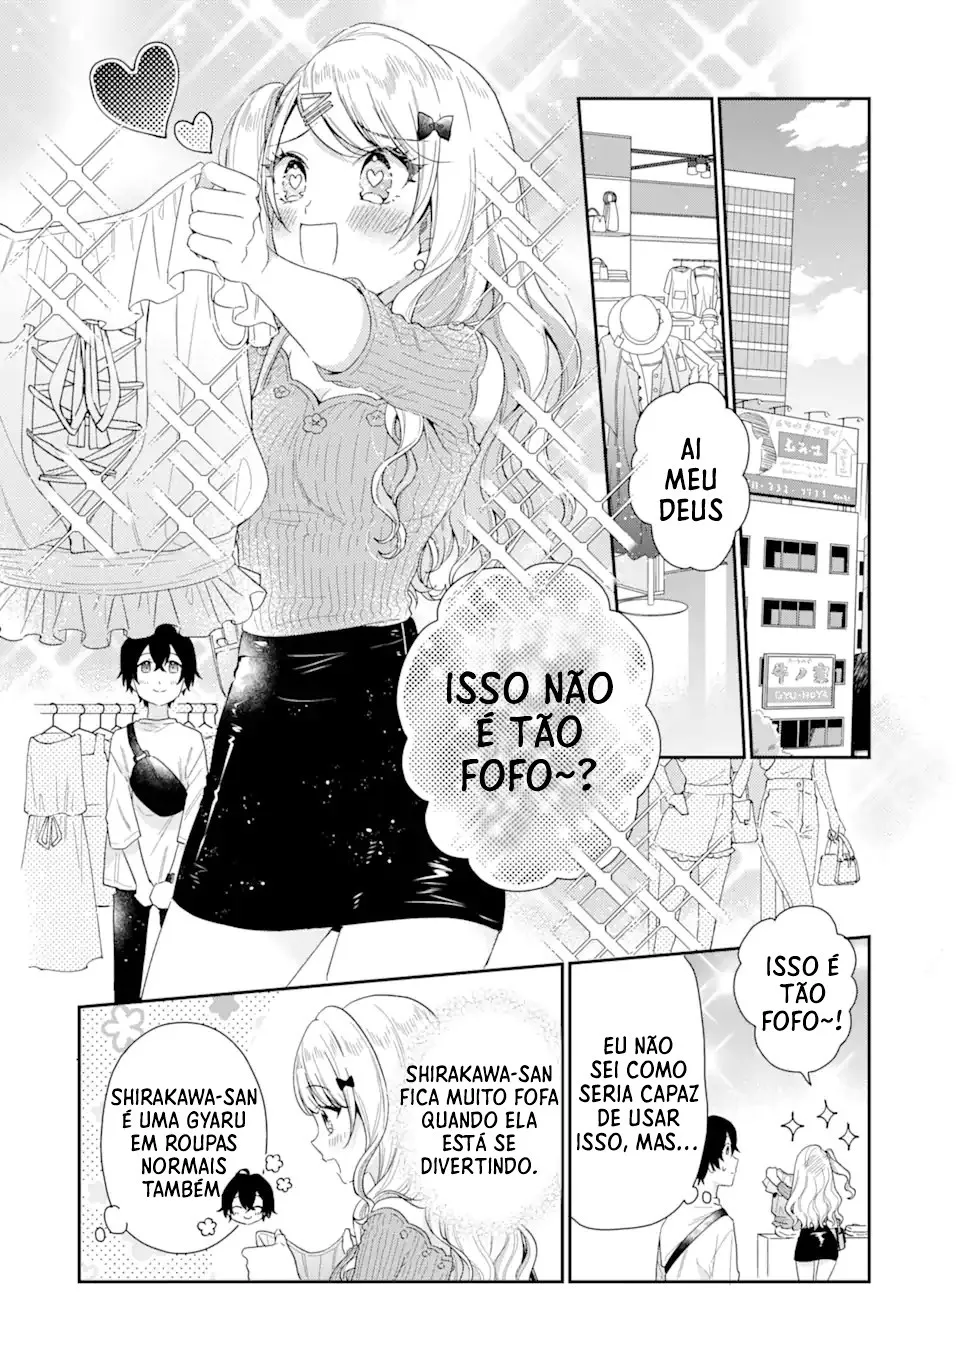 AI
MEU
DEUS
ISSO NÃO
É TÃO
FOFO~?
GYU-NOYA
ISSO É
TÃO
FOFO~!
EU NÃO
SEI COMO
SERIA CAPAZ
DE USAR
ISSO, MAS...
SHIRAKAWA-SAN
FICA MUITO FOFA
QUANDO ELA
ESTÁ SE
DIVERTINDO.
SHIRAKAWA-SAN
É UMA GYARU
EM ROUPAS
NORMAIS
TAMBÉM